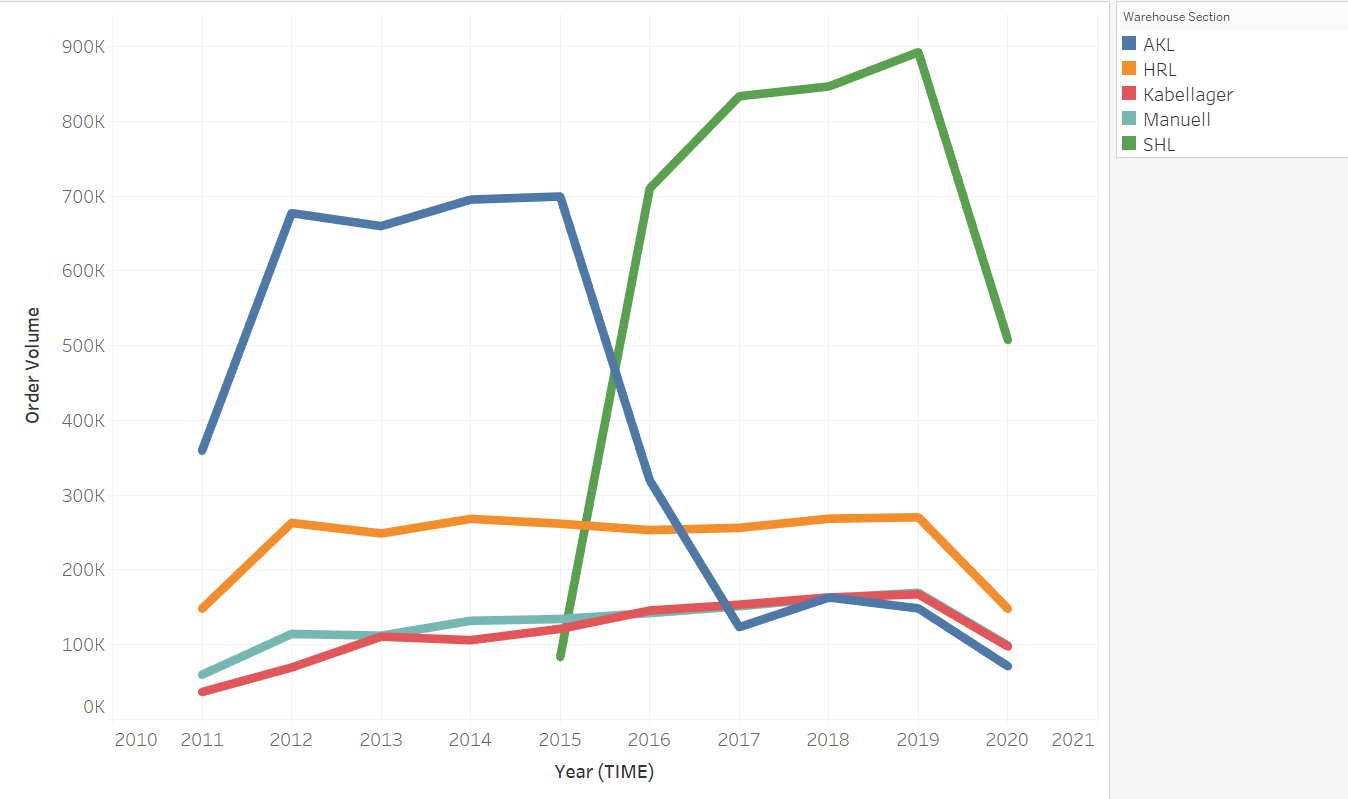 900K
800K
700K
600K
500K
400K
300K
200K
100K
0K
Order Volume
2010 2011 2012 2013 2014 2015 2016 2017 2018 2019 2020 2021
Year (TIME)
Warehouse Section
AKL
HRL
Kabellager
Manuell
SHL